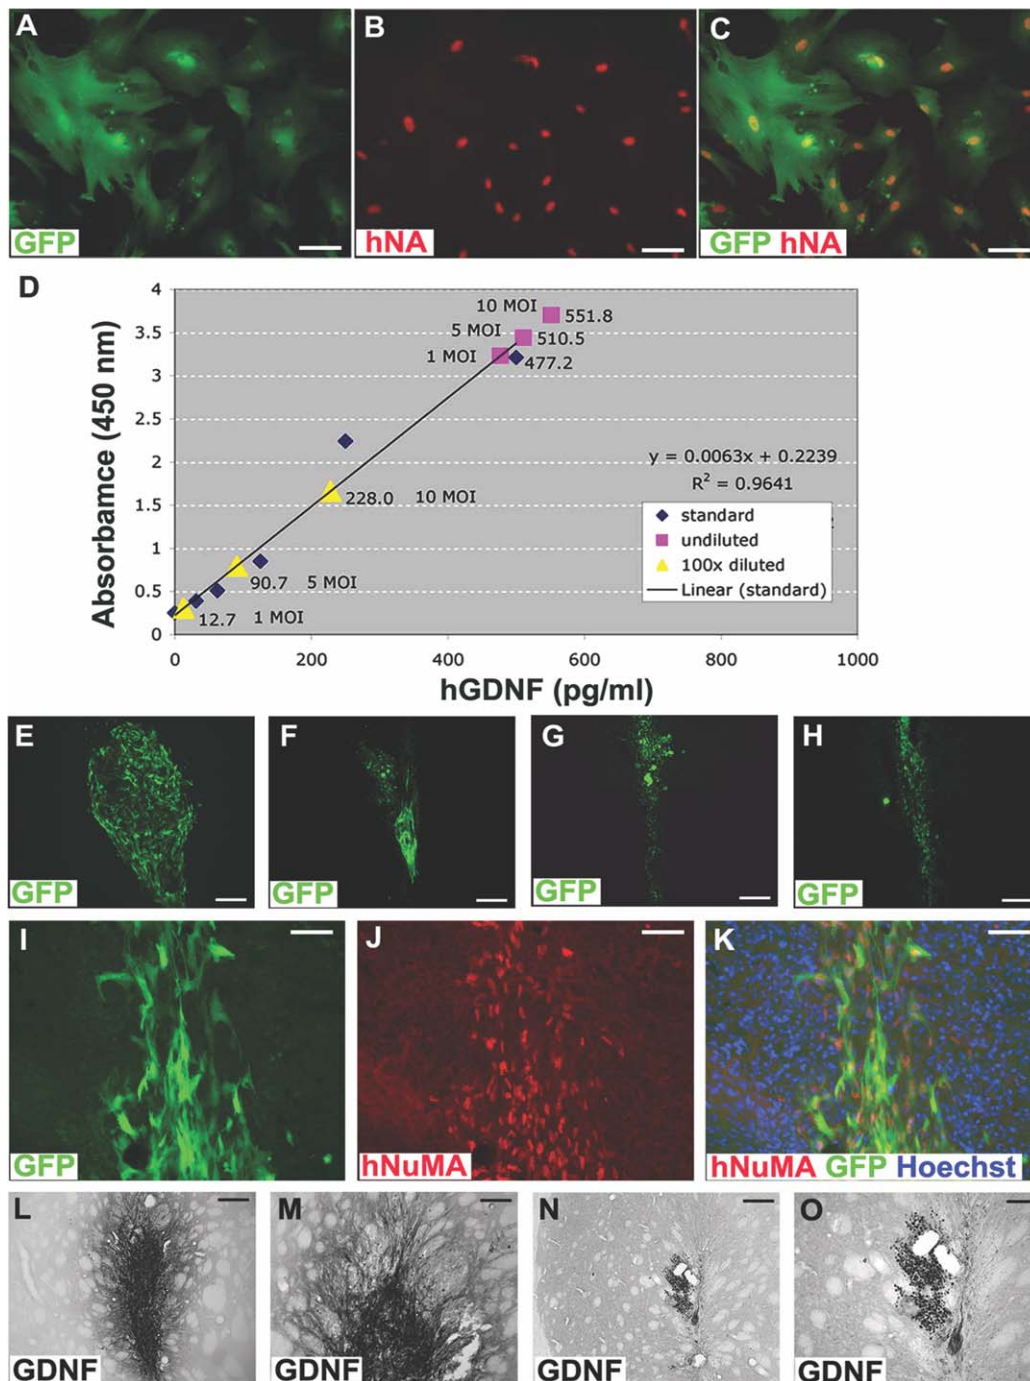 A
GFP
B
hNA
C
GFP hNA
D
Absorbamce (450 nm)
4
3.5
3
2.5
2
1.5
1
0.5
0
10 MOI
551.8
5 MOI
510.5
1 MOI
477.2
y = 0.0063x + 0.2239
R² = 0.9641
228.0 10 MOI
90.7 5 MOI
12.7 1 MOI
standard
undiluted
100x diluted
Linear (standard)
0 200 400 600 800 1000
hGDNF (pg/ml)
E
GFP
F
GFP
G
GFP
H
GFP
I
GFP
J
hNuMA
K
hNuMA GFP Hoechst
L
GDNF
M
GDNF
N
GDNF
O
GDNF